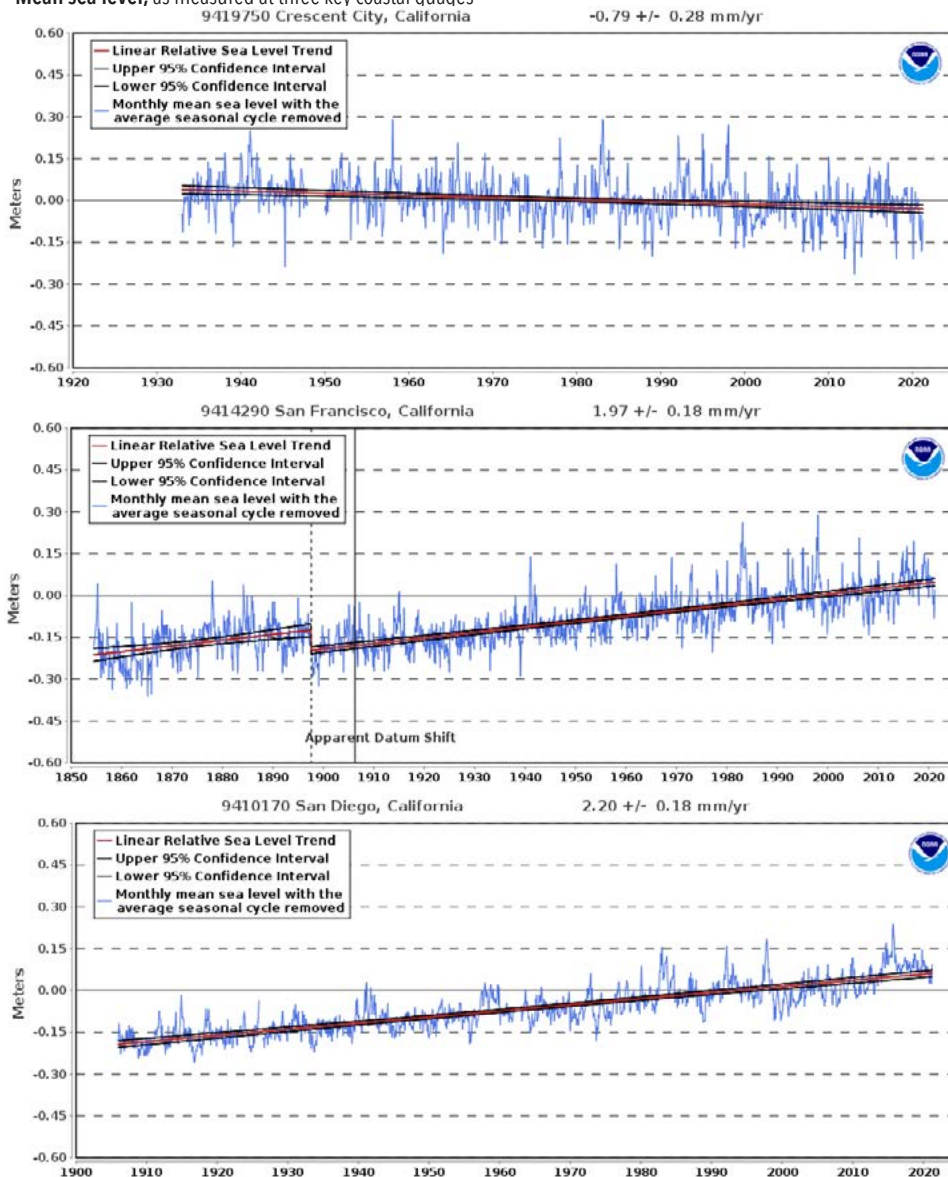 Mean sea level, as measured at three key coastal guages
9419750 Crescent City, California -0.79 +/- 0.28 mm/yr
0.60
0.45
0.30
0.15
0.00
-0.15
-0.30
-0.45
-0.60
Meters
Linear Relative Sea Level Trend
Upper 95% Confidence Interval
Lower 95% Confidence Interval
Monthly mean sea level with the
average seasonal cycle removed
noaa
1920 1930 1940 1950 1960 1970 1980 1990 2000 2010 2020
9414290 San Francisco, California 1.97 +/- 0.18 mm/yr
0.60
0.45
0.30
0.15
0.00
-0.15
-0.30
-0.45
-0.60
Meters
Linear Relative Sea Level Trend
Upper 95% Confidence Interval
Lower 95% Confidence Interval
Monthly mean sea level with the
average seasonal cycle removed
noaa
Apparent Datum Shift
1850 1860 1870 1880 1890 1900 1910 1920 1930 1940 1950 1960 1970 1980 1990 2000 2010 2020
9410170 San Diego, California 2.20 +/- 0.18 mm/yr
0.60
0.45
0.30
0.15
0.00
-0.15
-0.30
-0.45
-0.60
Meters
Linear Relative Sea Level Trend
Upper 95% Confidence Interval
Lower 95% Confidence Interval
Monthly mean sea level with the
average seasonal cycle removed
noaa
1900 1910 1920 1930 1940 1950 1960 1970 1980 1990 2000 2010 2020